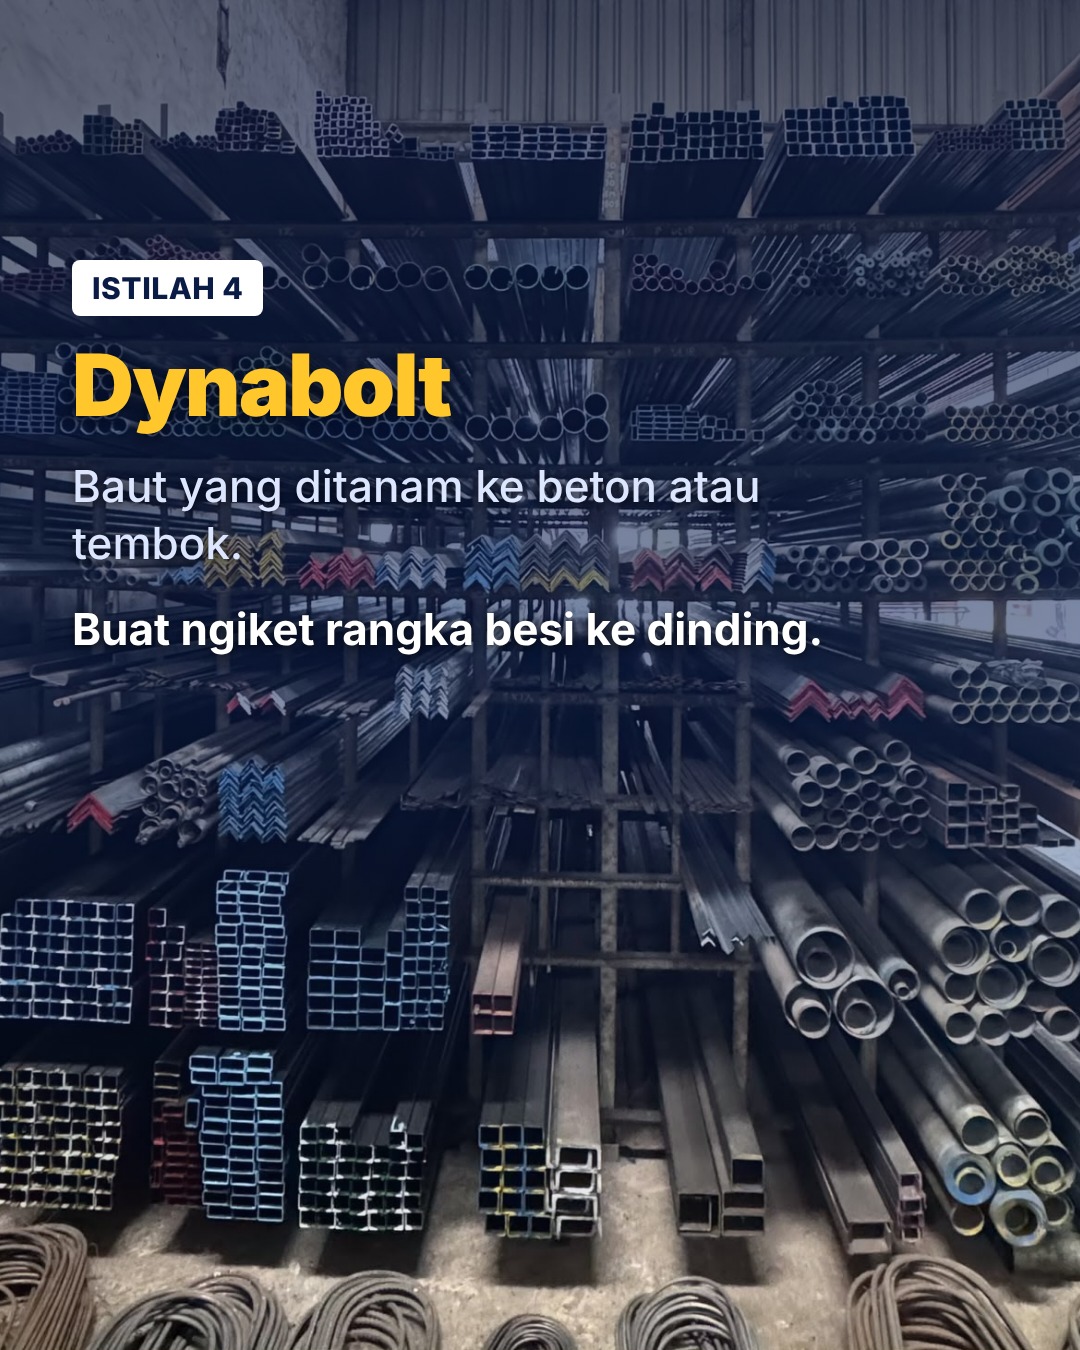 ISTILAH 4
Dynabolt
Baut yang ditanam ke beton atau
tembok.
Buat ngiket rangka besi ke dinding.